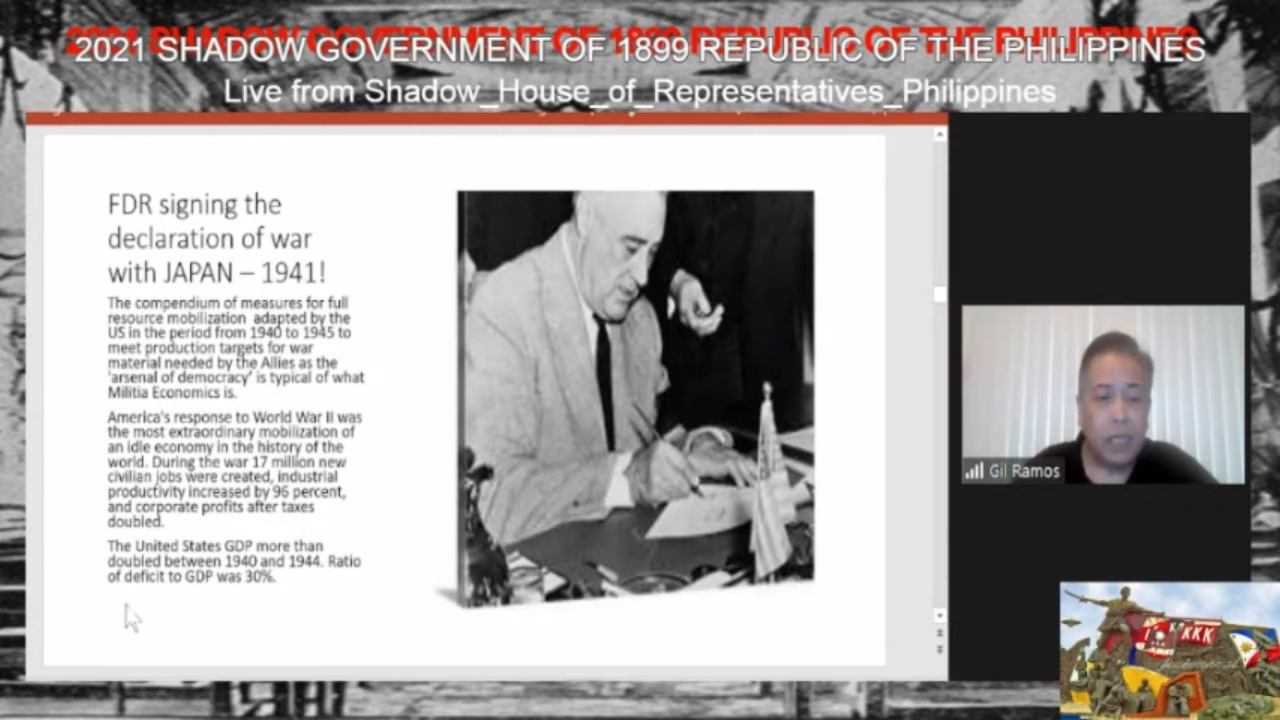 2021 SHADOW GOVERNMENT OF 1899 REPUBLIC OF THE PHILIPPINES
Live from Shadow_House_of_Representatives_Philippines
FDR signing the
declaration of war
with JAPAN – 1941!
The compendium of measures for full
resource mobilization adapted by the
US in the period from 1940 to 1945 to
meet production targets for war
material needed by the Allies as the
'arsenal of democracy' is typical of what
Militia Economics is.
America's response to World War II was
the most extraordinary mobilization of
an idle economy in the history of the
world. During the war 17 million new
civilian jobs were created, industrial
productivity increased by 96 percent,
and corporate profits after taxes
doubled.
The United States GDP more than
doubled between 1940 and 1944. Ratio
of deficit to GDP was 30%.
Gil Ramos
KKK